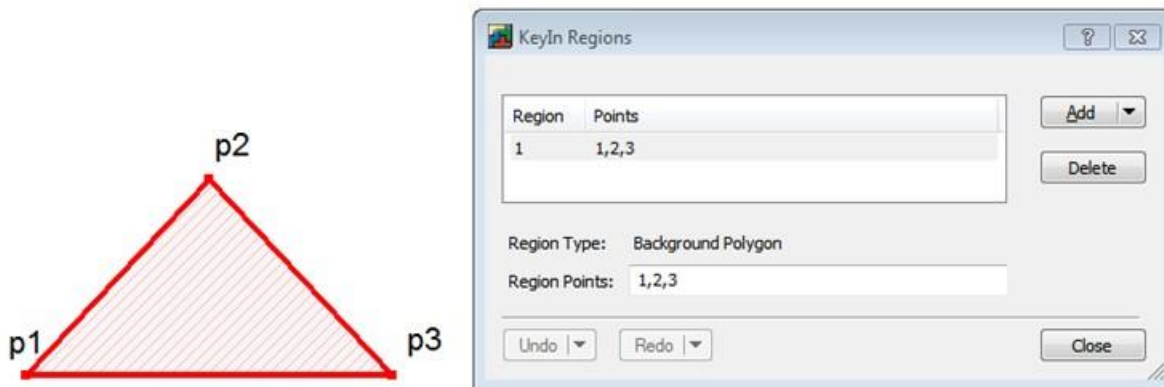 p2
p1
p3
KeyIn Regions
Region Points
1 1,2,3
Add
Delete
Region Type: Background Polygon
Region Points: 1,2,3
Undo
Redo
Close